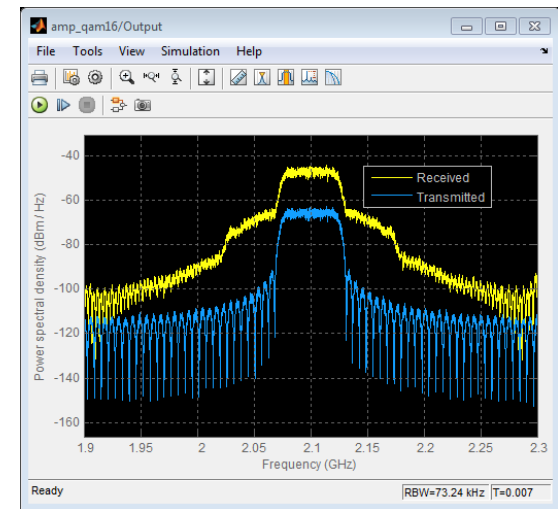 amp_qam16/Output
File Tools View Simulation Help
Received
Transmitted
-40
-60
-80
-100
-120
-140
-160
Power spectral density (dBm / Hz)
1.9 1.95 2 2.05 2.1 2.15 2.2 2.25 2.3
Frequency (GHz)
Ready RBW=73.24 kHz T=0.007